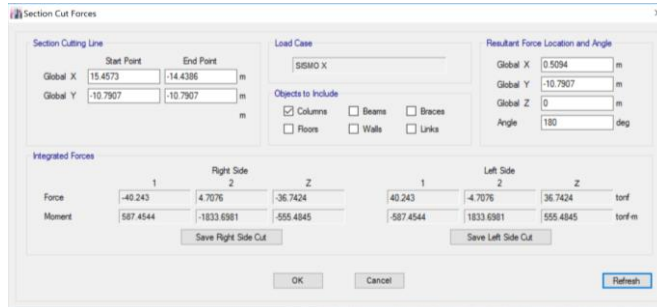 Section Cut Forces
Section Cutting Line
Start Point End Point
Global X 15.4573 -14.4386 m
Global Y -10.7907 -10.7907 m
m
Load Case
SISMO X
Objects to Include
Columns Beams Braces
Floors Walls Links
Resultant Force Location and Angle
Global X 0.5094 m
Global Y -10.7907 m
Global Z 0 m
Angle 180 deg
Integrated Forces
Right Side Left Side
1 2 Z 1 2 Z
Force -40.243 4.7076 -36.7424 40.243 -4.7076 36.7424 tonf
Moment 587.4544 -1833.6981 -555.4845 -587.4544 1833.6981 555.4845 tonf-m
Save Right Side Cut Save Left Side Cut
OK Cancel Refresh